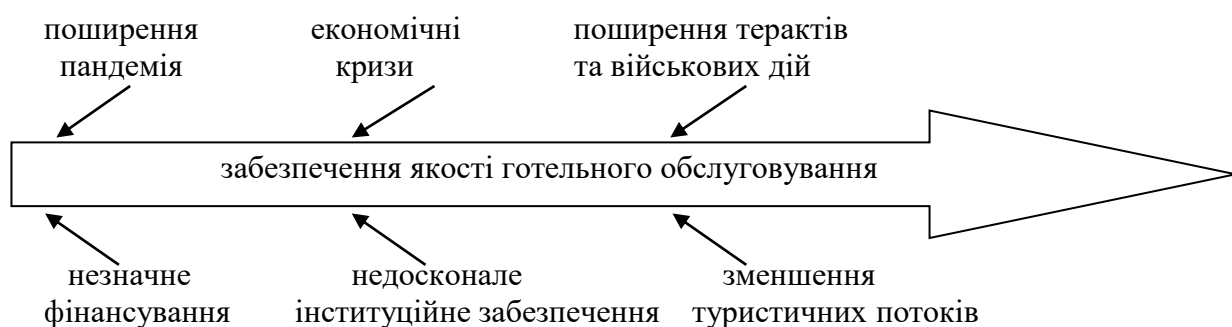 поширення
пандемія
економічні
кризи
поширення терактів
та військових дій
забезпечення якості готельного обслуговування
незначне
фінансування
недосконале
інституційне забезпечення
зменшення
туристичних потоків